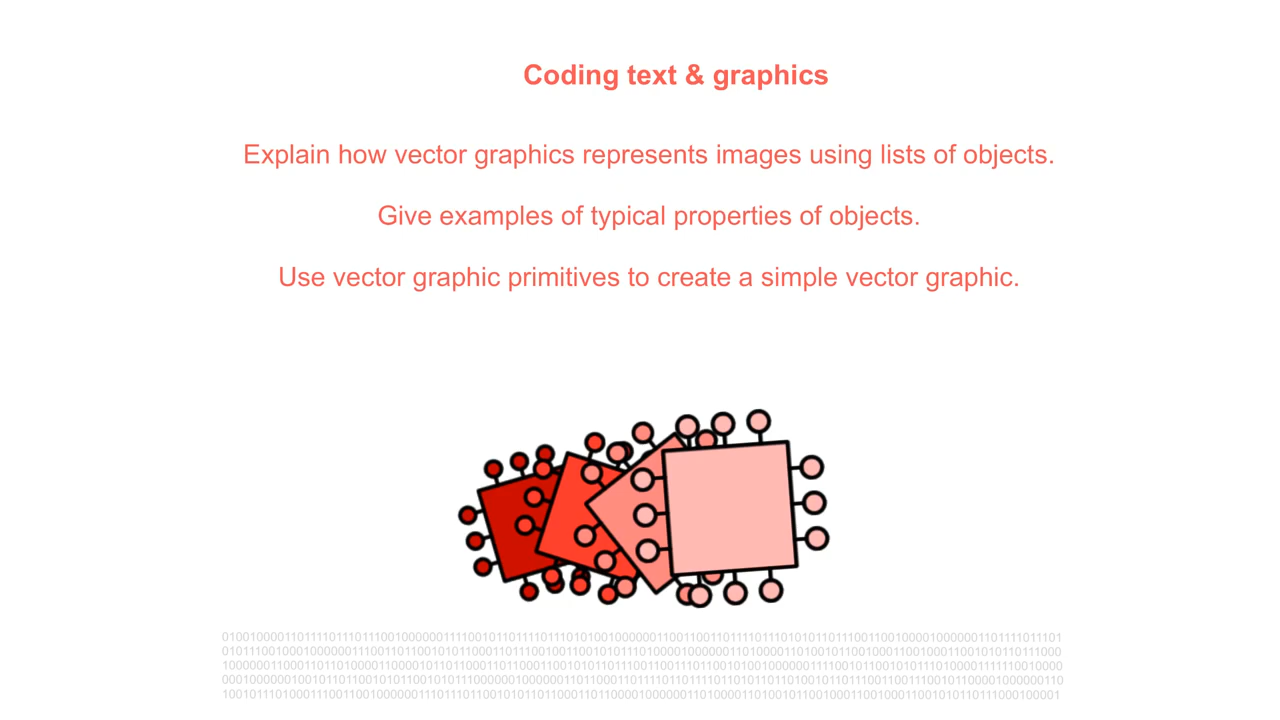 Coding text & graphics
Explain how vector graphics represents images using lists of objects.
Give examples of typical properties of objects.
Use vector graphic primitives to create a simple vector graphic.